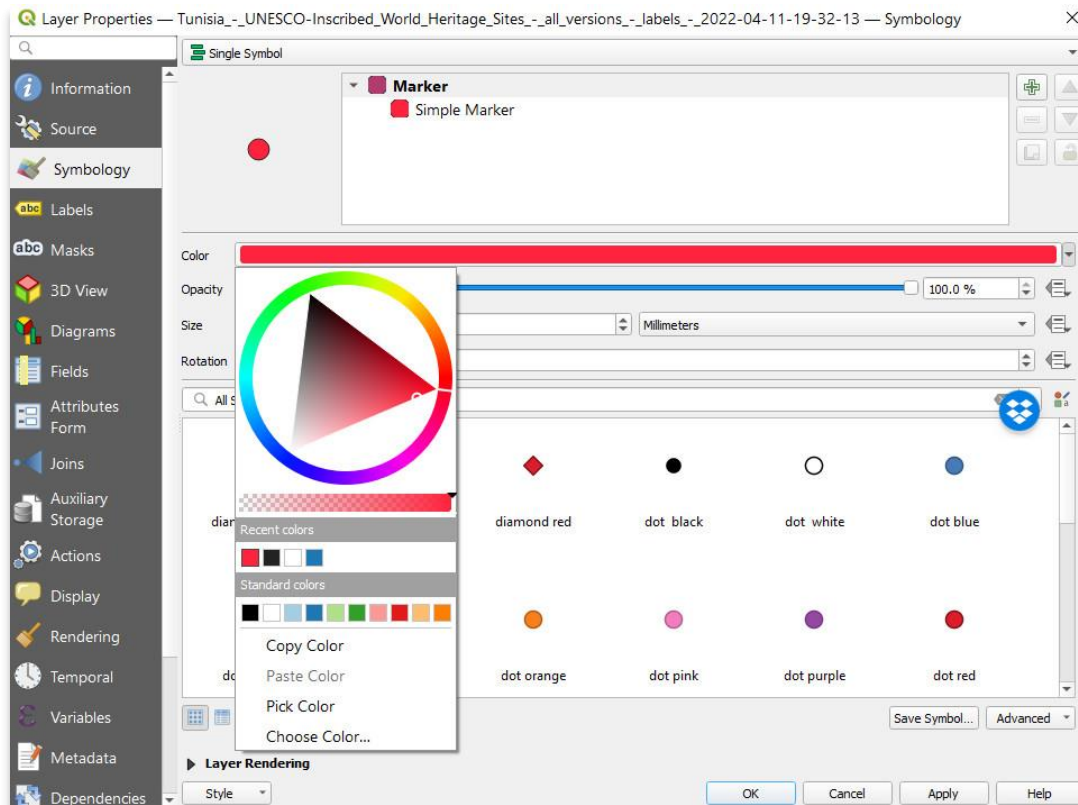 Layer Properties — Tunisia_-_UNESCO-Inscribed_World_Heritage_Sites_-_all_versions_-_labels_-_2022-04-11-19-32-13 — Symbology
Single Symbol
Information
Source
Symbology
abc Labels
abc Masks
3D View
Diagrams
Fields
Attributes
Form
Joins
Auxiliary
Storage
Actions
Display
Rendering
Temporal
Variables
Metadata
Dependencies
Marker
Simple Marker
Color
Opacity
100.0 %
Size
Millimeters
Rotation
All S
Recent colors
Standard colors
Copy Color
Paste Color
Pick Color
Choose Color...
diamond red
dot black
dot white
dot blue
dot orange
dot pink
dot purple
dot red
Save Symbol...
Advanced
Layer Rendering
Style
OK
Cancel
Apply
Help